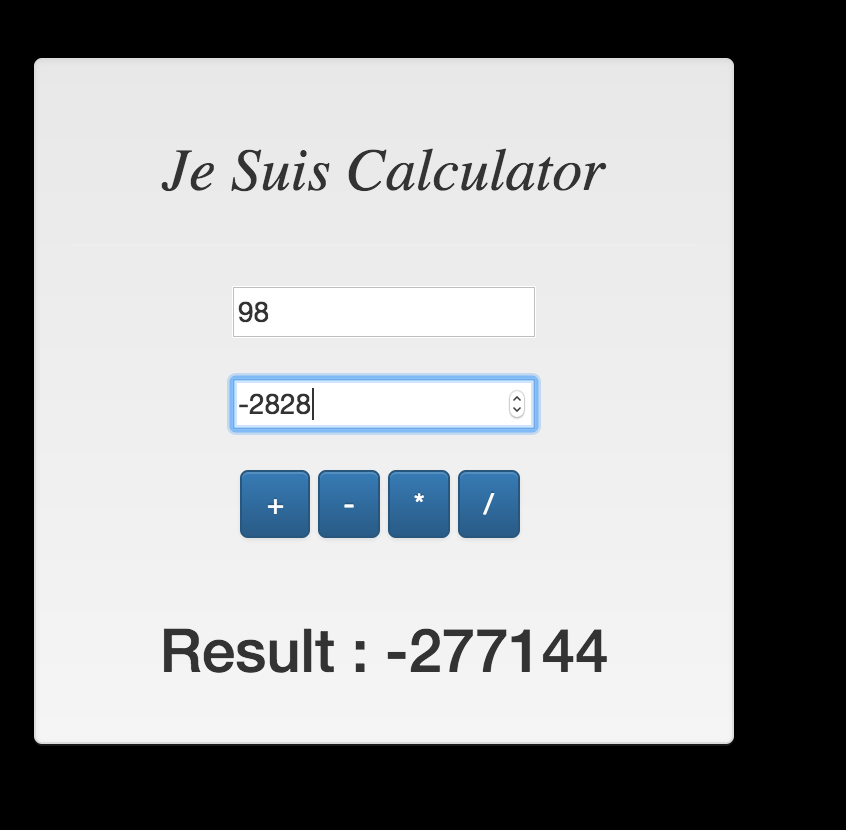 Je Suis Calculator
98
-2828
+ - * /
Result : -277144